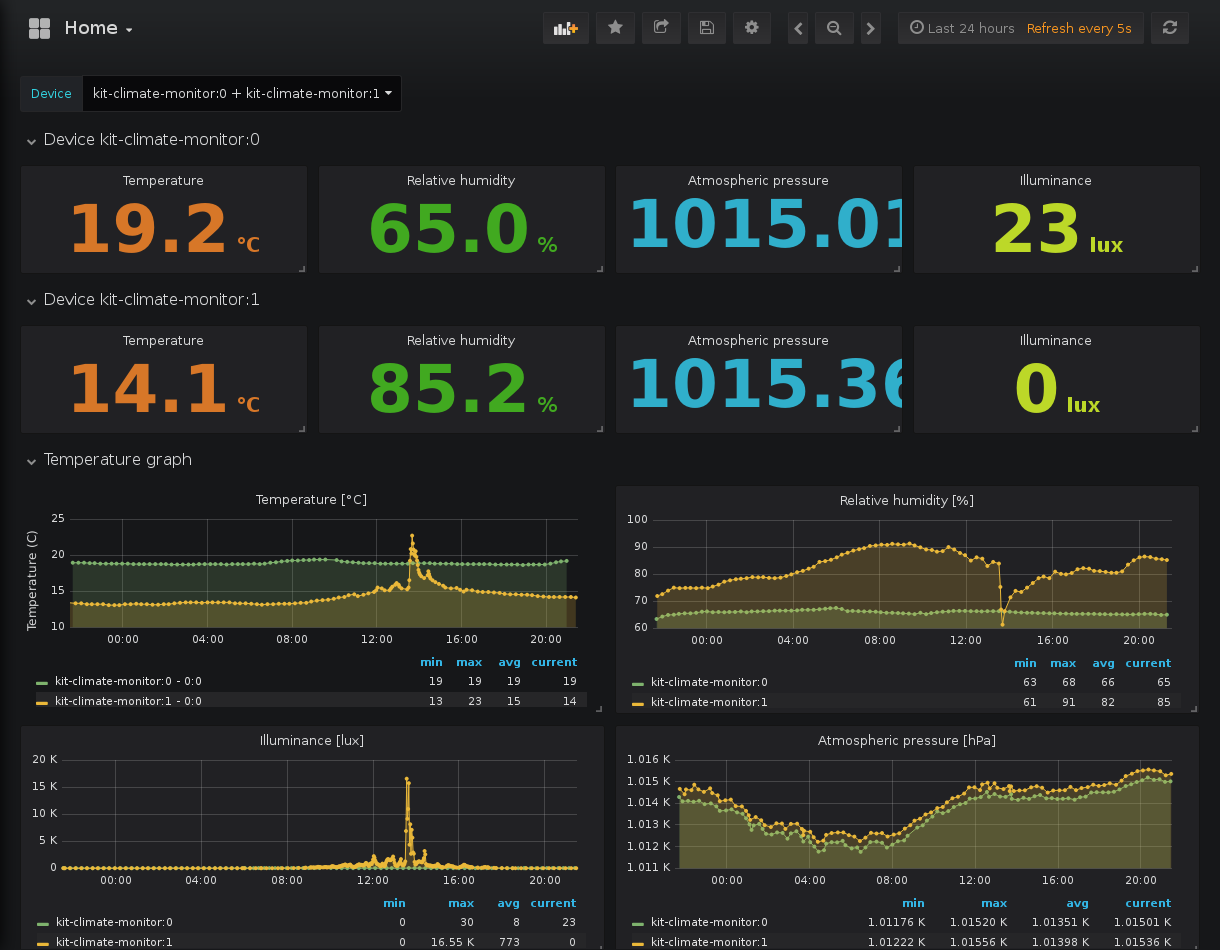 Home
Last 24 hours Refresh every 5s
Device kit-climate-monitor:0 + kit-climate-monitor:1
Device kit-climate-monitor:0
Temperature Relative humidity Atmospheric pressure Illuminance
19.2 °C 65.0 % 1015.01 23 lux
Device kit-climate-monitor:1
Temperature Relative humidity Atmospheric pressure Illuminance
14.1 °C 85.2 % 1015.36 0 lux
Temperature graph
Temperature [°C]
Temperature (C)
25
20
15
10
00:00 04:00 08:00 12:00 16:00 20:00
min max avg current
kit-climate-monitor:0 - 0:0 19 19 19 19
kit-climate-monitor:1 - 0:0 13 23 15 14
Relative humidity [%]
100
90
80
70
60
00:00 04:00 08:00 12:00 16:00 20:00
min max avg current
kit-climate-monitor:0 63 68 66 65
kit-climate-monitor:1 61 91 82 85
Illuminance [lux]
20 K
15 K
10 K
5 K
0
00:00 04:00 08:00 12:00 16:00 20:00
min max avg current
kit-climate-monitor:0 0 30 8 23
kit-climate-monitor:1 0 16.55 K 773 0
Atmospheric pressure [hPa]
1.016 K
1.015 K
1.014 K
1.013 K
1.012 K
1.011 K
00:00 04:00 08:00 12:00 16:00 20:00
min max avg current
kit-climate-monitor:0 1.01176 K 1.01520 K 1.01351 K 1.01501 K
kit-climate-monitor:1 1.01222 K 1.01556 K 1.01398 K 1.01536 K